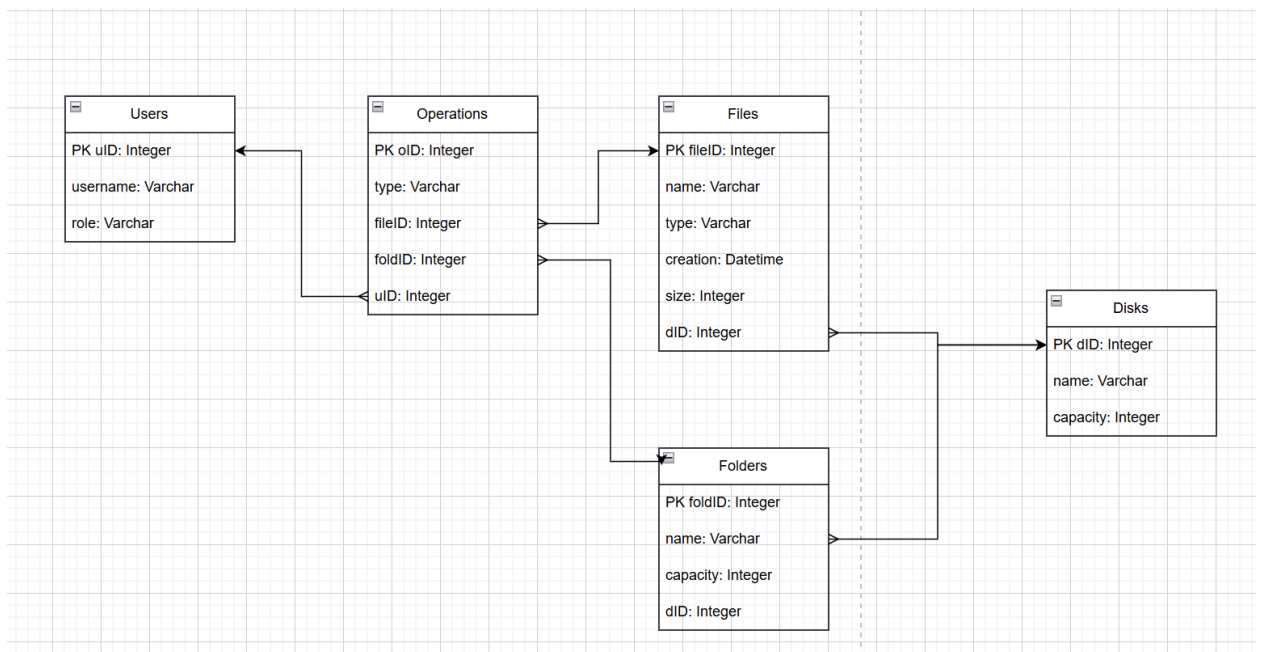 Users
PK uID: Integer
username: Varchar
role: Varchar
Operations
PK oID: Integer
type: Varchar
fileID: Integer
foldID: Integer
uID: Integer
Files
PK fileID: Integer
name: Varchar
type: Varchar
creation: Datetime
size: Integer
dID: Integer
Folders
PK foldID: Integer
name: Varchar
capacity: Integer
dID: Integer
Disks
PK dID: Integer
name: Varchar
capacity: Integer